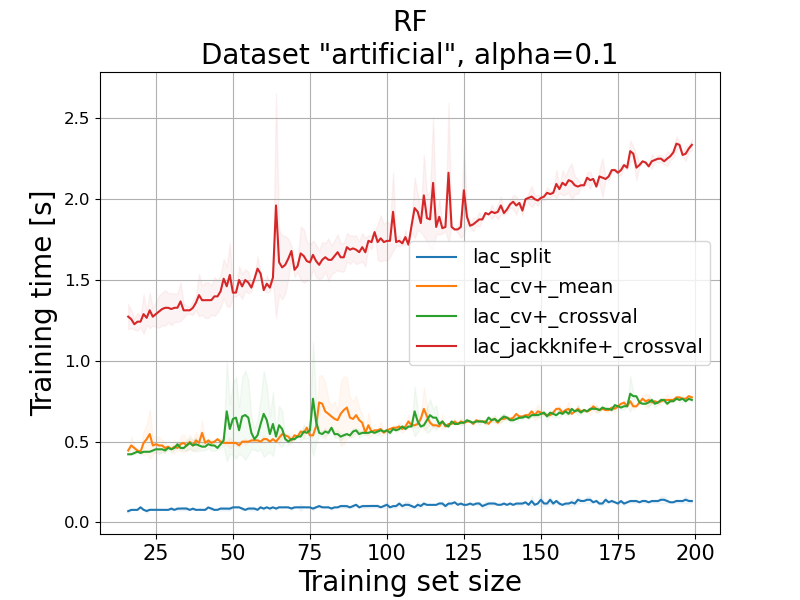 RF
Dataset "artificial", alpha=0.1
Training time [s]
2.5
2.0
1.5
1.0
0.5
0.0
lac_split
lac_cv+_mean
lac_cv+_crossval
lac_jackknife+_crossval
25 50 75 100 125 150 175 200
Training set size